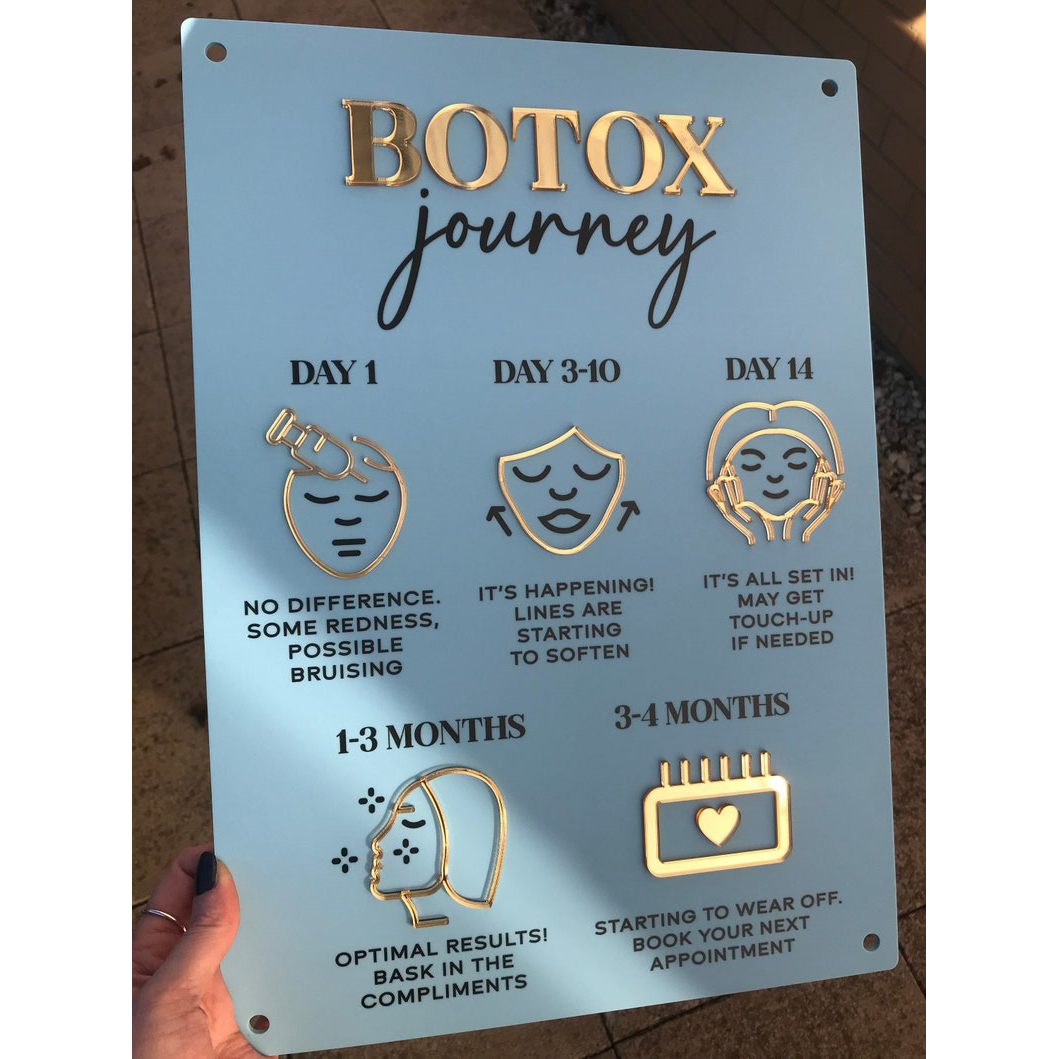 BOTOX
journey
DAY 1
NO DIFFERENCE.
SOME REDNESS,
POSSIBLE
BRUISING
DAY 3-10
IT'S HAPPENING!
LINES ARE
STARTING
TO SOFTEN
DAY 14
IT'S ALL SET IN!
MAY GET
TOUCH-UP
IF NEEDED
1-3 MONTHS
OPTIMAL RESULTS!
BASK IN THE
COMPLIMENTS
3-4 MONTHS
STARTING TO WEAR OFF.
BOOK YOUR NEXT
APPOINTMENT